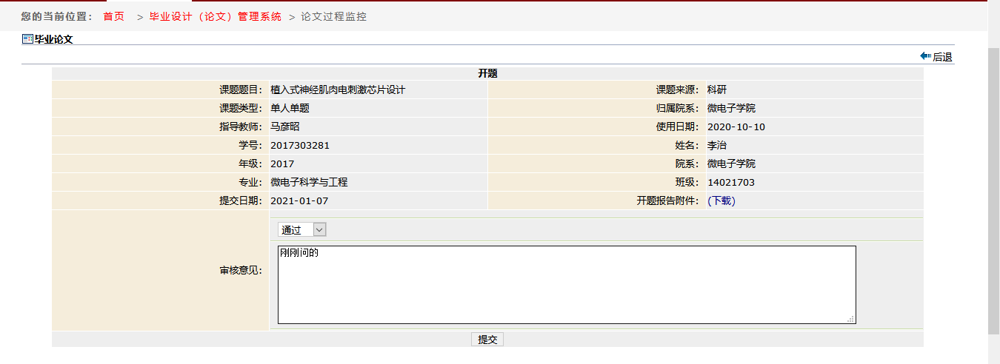 您的当前位置： 首页 > 毕业设计（论文）管理系统 > 论文过程监控
毕业论文
后退
开题
课题题目： 植入式神经肌肉电刺激芯片设计 课题来源： 科研
课题类型： 单人单题 归属院系： 微电子学院
指导教师： 马彦昭 使用日期： 2020-10-10
学号： 2017303281 姓名： 李治
年级： 2017 院系： 微电子学院
专业： 微电子科学与工程 班级： 14021703
提交日期： 2021-01-07 开题报告附件： (下载)
通过
审核意见： 刚刚问的
提交